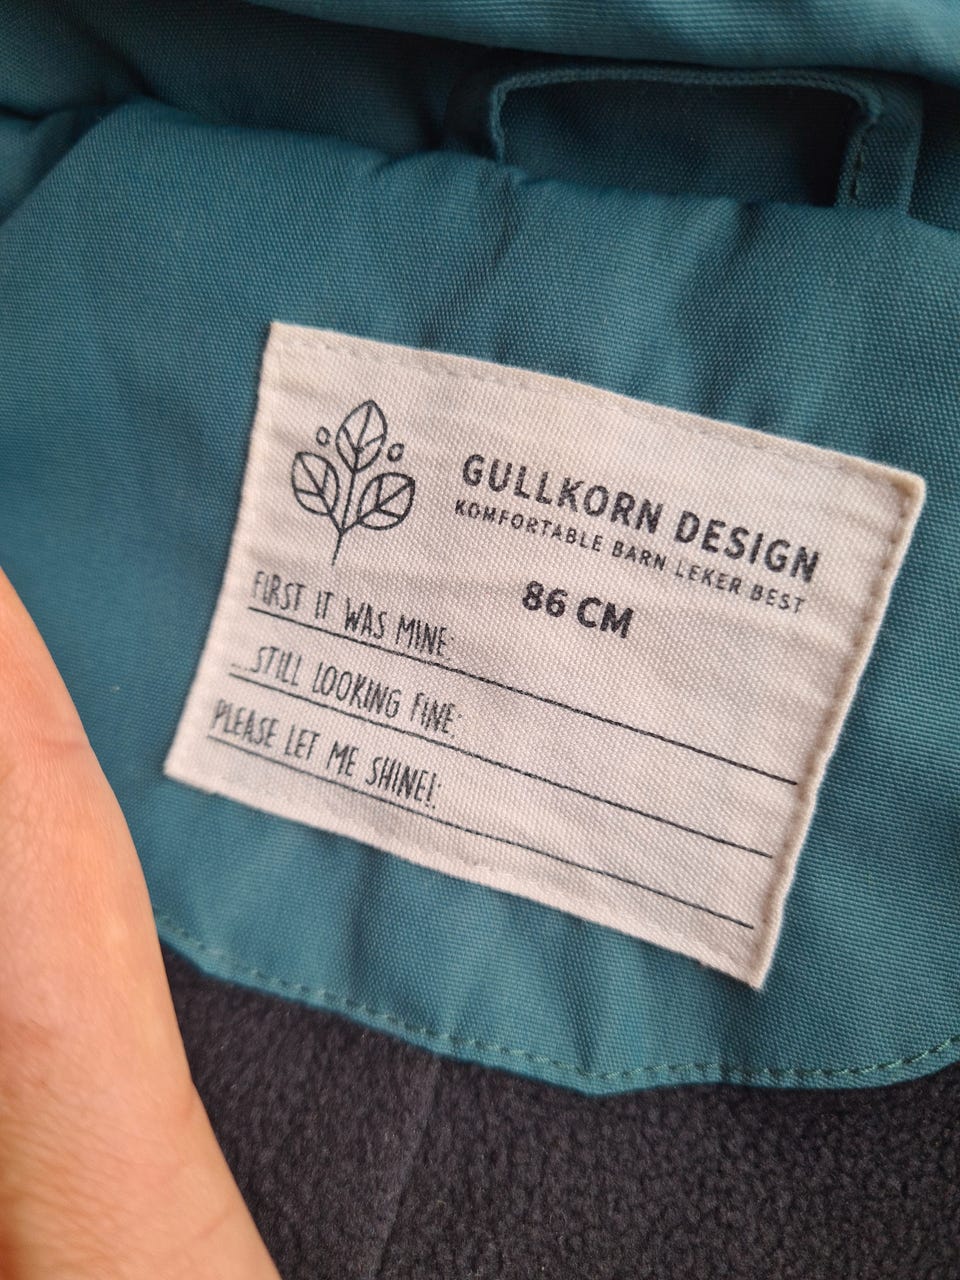 GULLKORN DESIGN
KOMFORTABLE BARN LEKER BEST
86 CM
FIRST IT WAS MINE:
STILL LOOKING FINE:
PLEASE LET ME SHINE!: